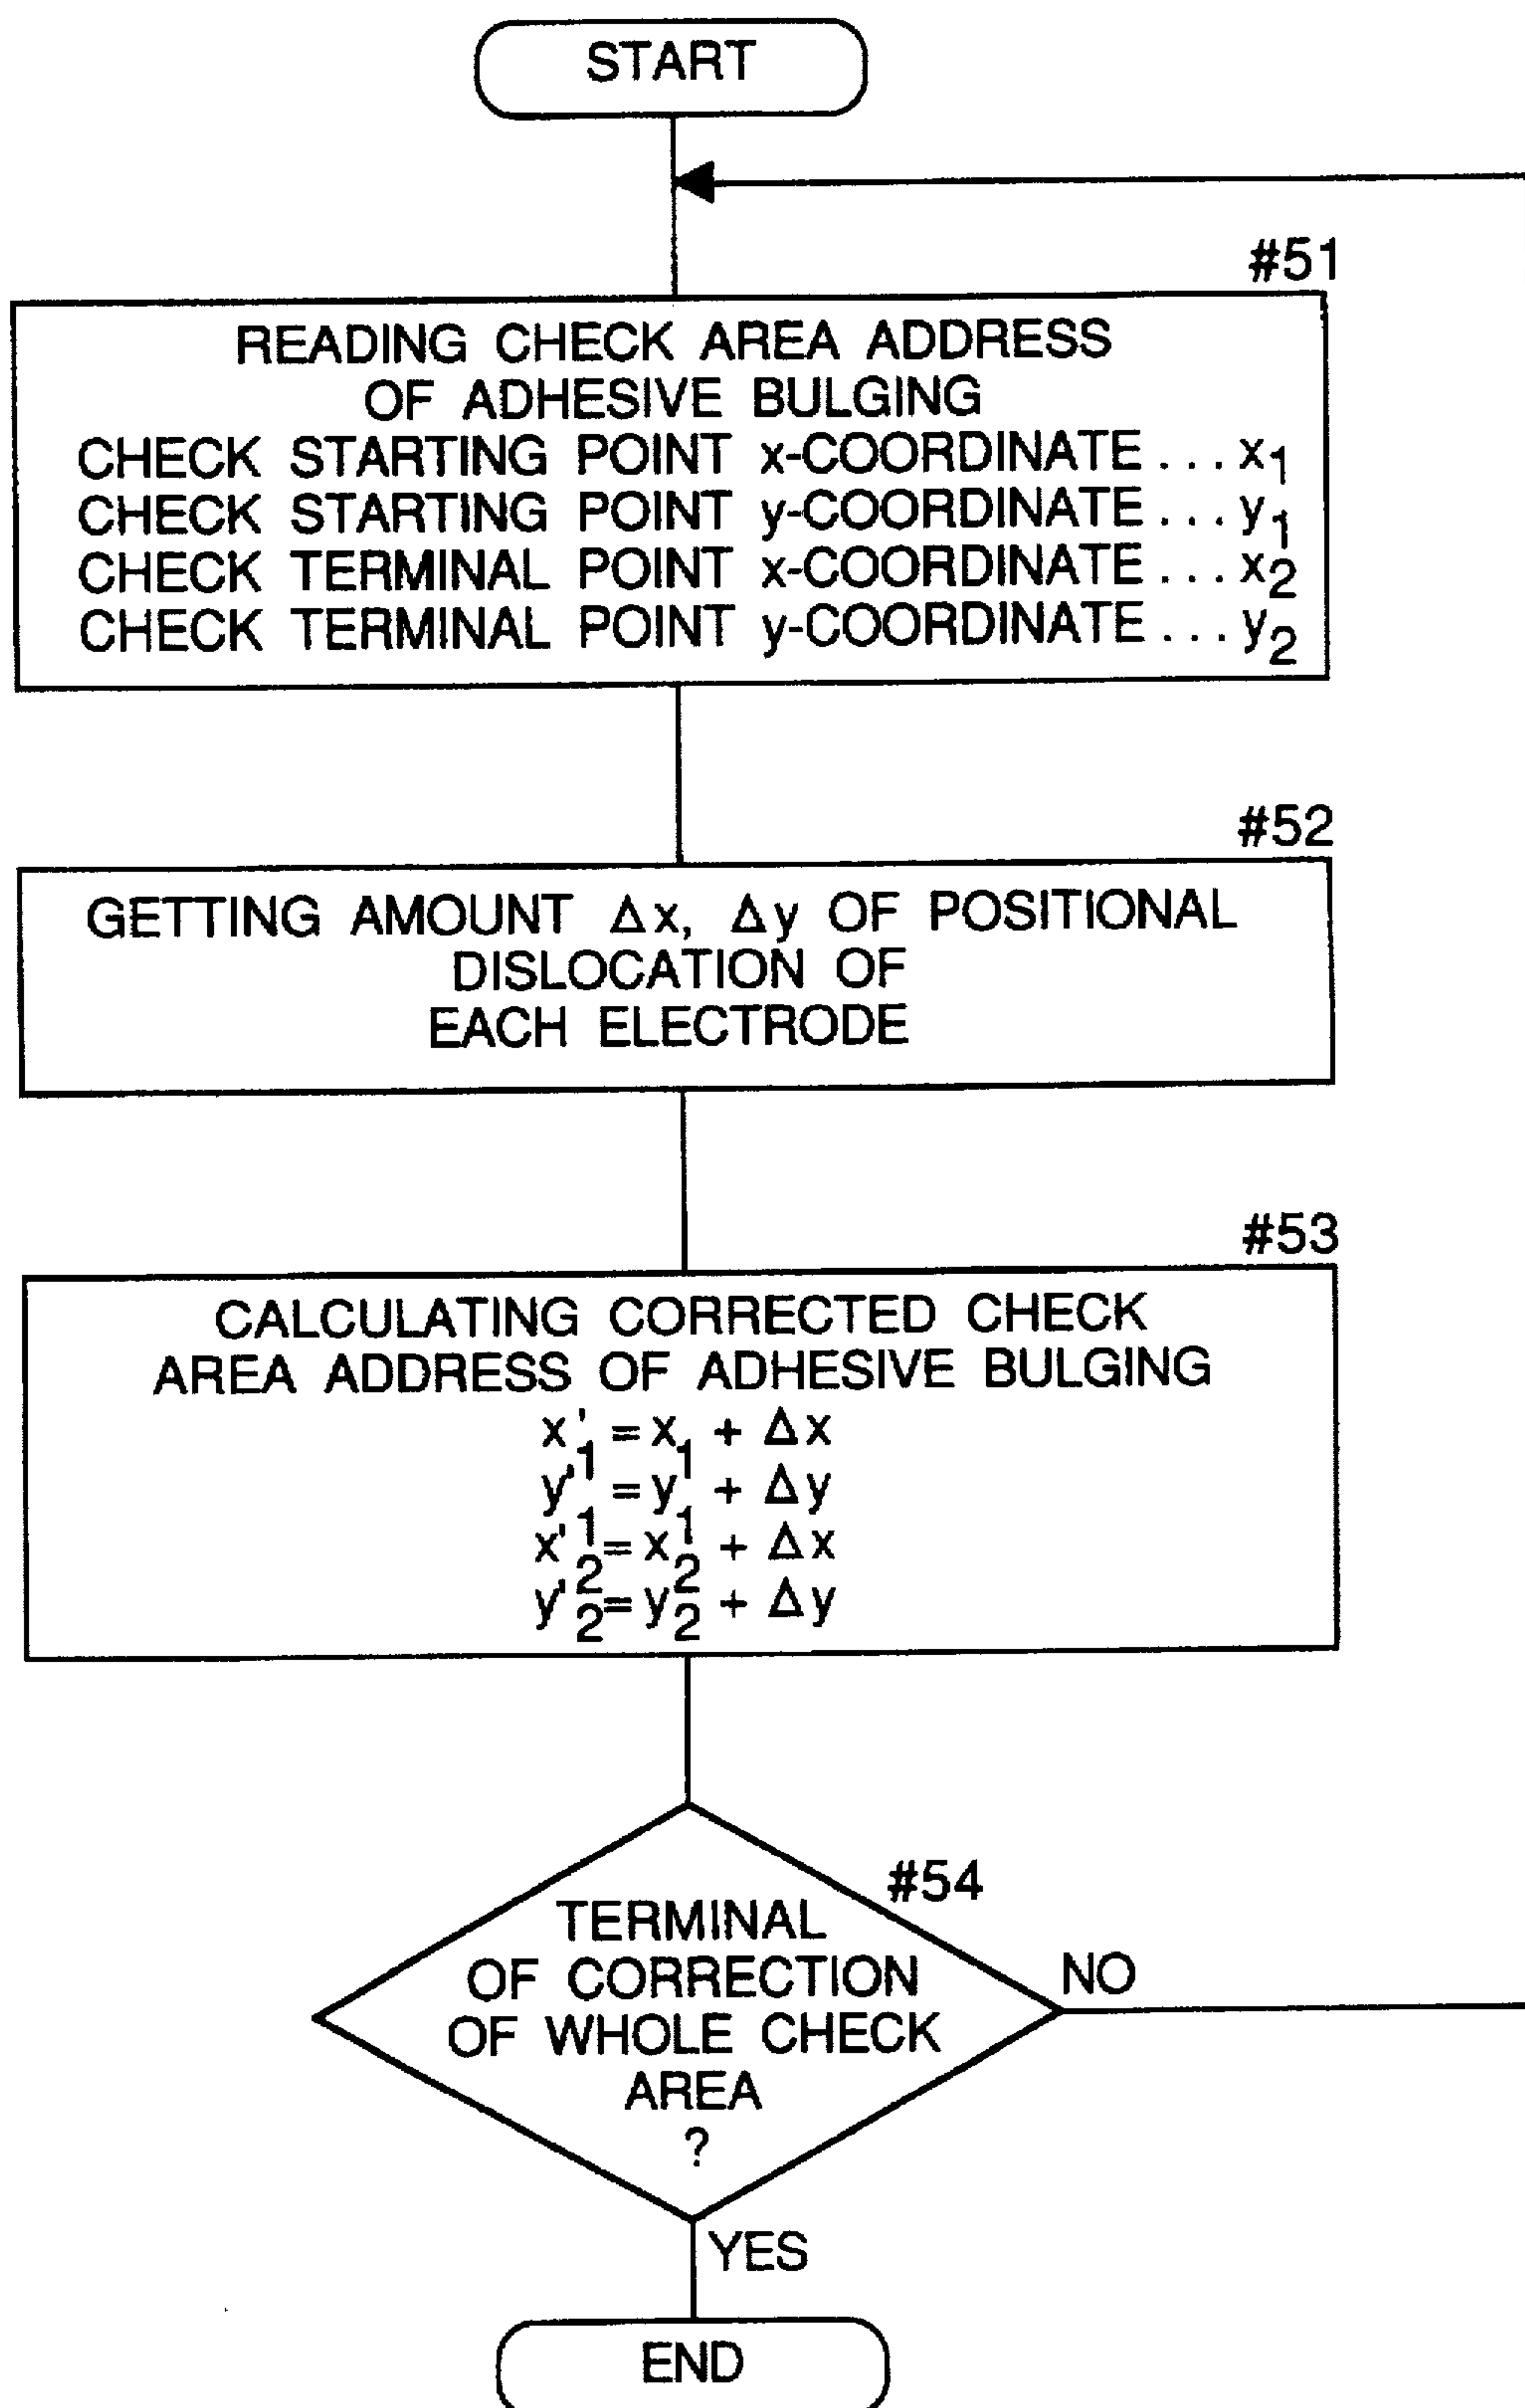 START
#51
READING CHECK AREA ADDRESS
OF ADHESIVE BULGING
CHECK STARTING POINT x-COORDINATE ... x₁
CHECK STARTING POINT y-COORDINATE ... y₁
CHECK TERMINAL POINT x-COORDINATE ... x₂
CHECK TERMINAL POINT y-COORDINATE ... y₂
#52
GETTING AMOUNT Δx, Δy OF POSITIONAL
DISLOCATION OF
EACH ELECTRODE
#53
CALCULATING CORRECTED CHECK
AREA ADDRESS OF ADHESIVE BULGING
x'₁ = x₁ + Δx
y'₁ = y₁ + Δy
x'₂ = x₂ + Δx
y'₂ = y₂ + Δy
#54
TERMINAL
OF CORRECTION
OF WHOLE CHECK
AREA
?
NO
YES
END